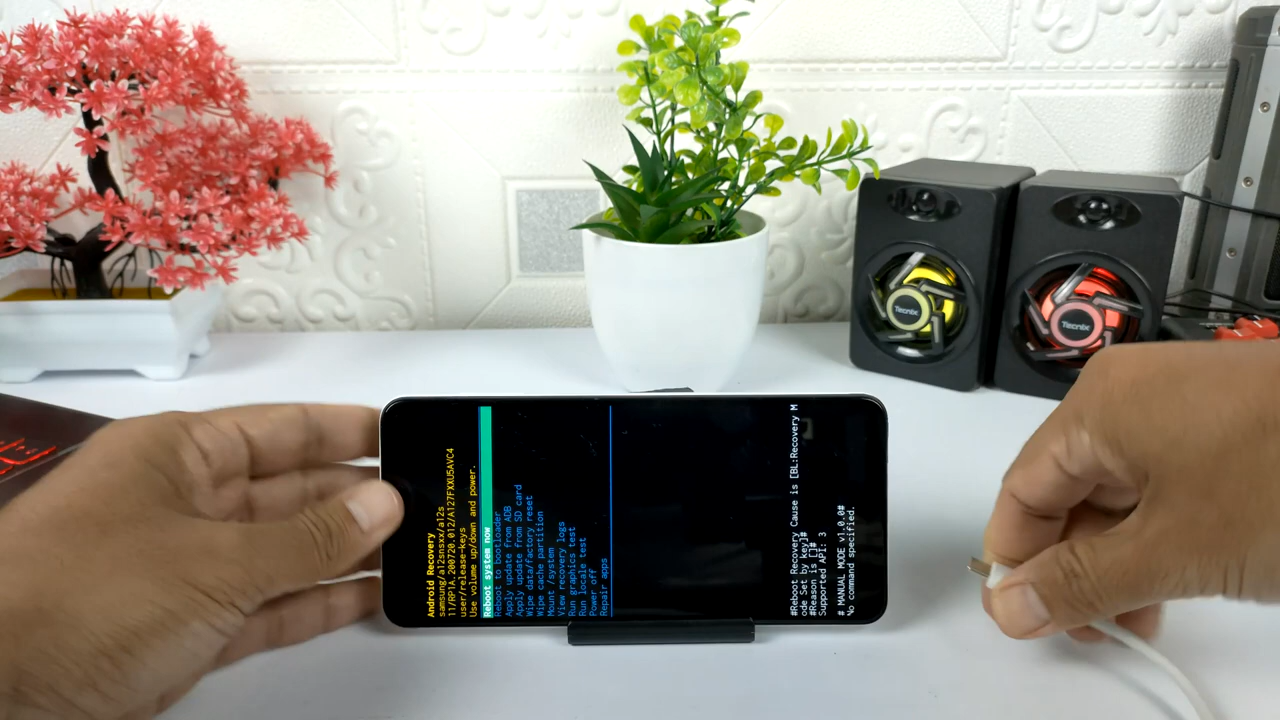 Android Recovery
samsung/a12snsxx/a12s
11/RP1A.200720.012/A127FXXU5AVC4
user/release-keys
Use volume up/down and power.
Reboot system now
Reboot to bootloader
Apply update from ADB
Apply update from SD card
Wipe data/factory reset
Wipe cache partition
Mount /system
View recovery logs
Run graphics test
Run locale test
Power off
Repair apps
#Reboot Recovery Cause is [BL:Recovery M
ode Set by key]#
#Reason is []#
Supported API: 3
# MANUAL MODE v1.0.0#
No command specified.
Tecnix
Tecnix